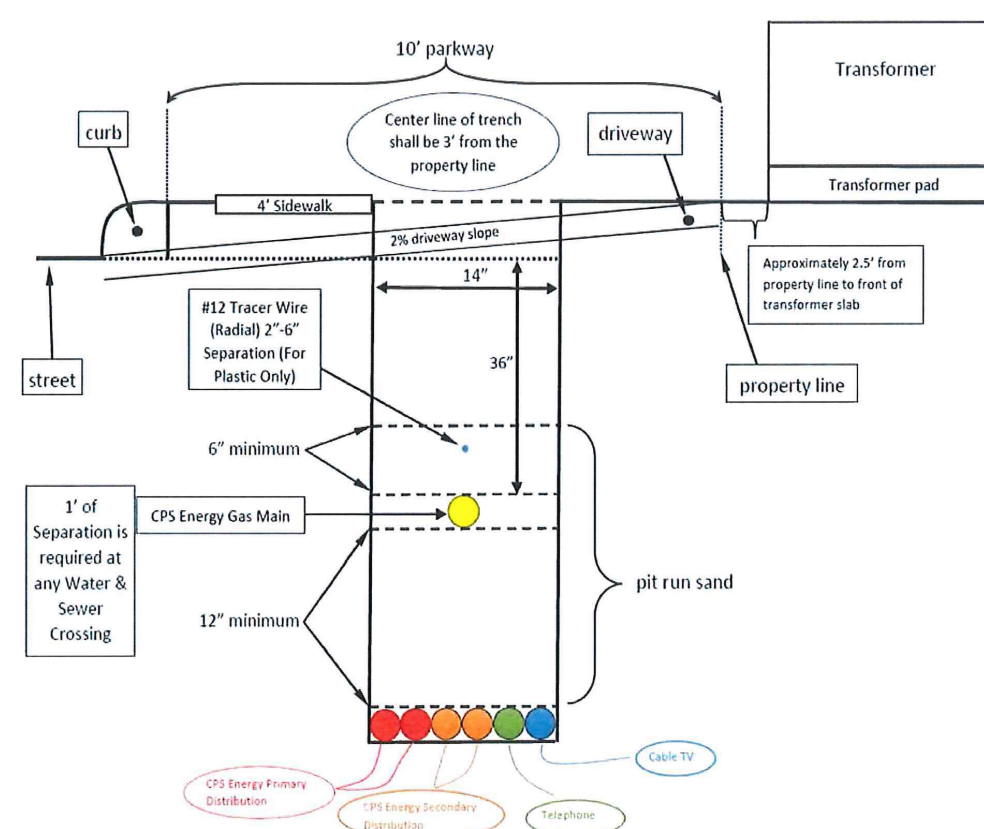 10' parkway
Transformer
Center line of trench
shall be 3' from the
property line
curb
driveway
Transformer pad
4' Sidewalk
2% driveway slope
14"
Approximately 2.5' from
property line to front of
transformer slab
#12 Tracer Wire
(Radial) 2"-6"
Separation (For
Plastic Only)
36"
street
property line
6" minimum
1' of
Separation is
required at
any Water &
Sewer
Crossing
CPS Energy Gas Main
pit run sand
12" minimum
CPS Energy Primary
Distribution
CPS Energy Secondary
Distribution
Telephone
Cable TV